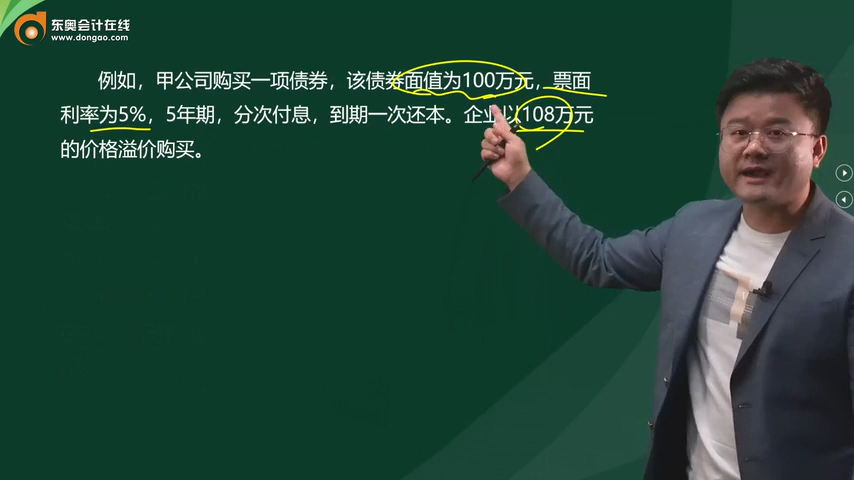 东奥会计在线
www.dongao.com
例如，甲公司购买一项债券，该债券面值为100万元，票面
利率为5%，5年期，分次付息，到期一次还本。企业以108万元
的价格溢价购买。